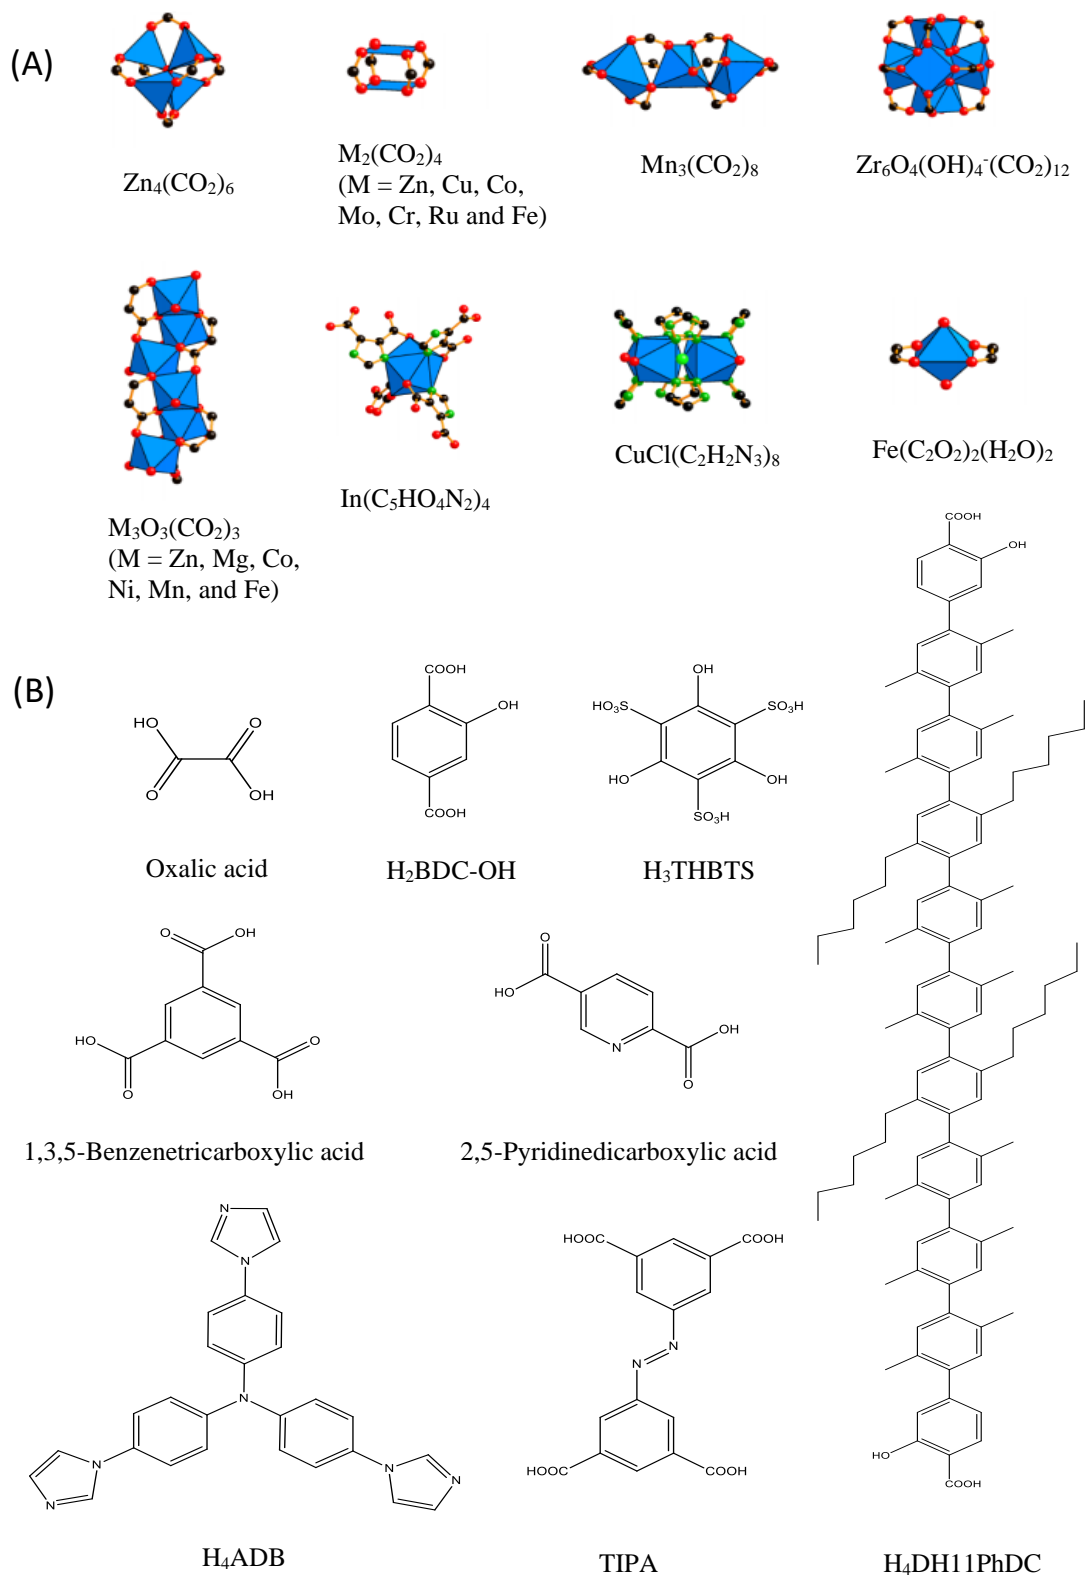 (A)
Zn4(CO2)6
M2(CO2)4
(M = Zn, Cu, Co,
Mo, Cr, Ru and Fe)
Mn3(CO2)8
Zr6O4(OH)4-(CO2)12
M3O3(CO2)3
(M = Zn, Mg, Co,
Ni, Mn, and Fe)
In(C5HO4N2)4
CuCl(C2H2N3)8
Fe(C2O2)2(H2O)2
(B)
HO
O
O
OH
Oxalic acid
COOH
OH
COOH
H2BDC-OH
OH
HO3S
SO3H
HO
OH
SO3H
H3THBTS
O
OH
HO
O
O
OH
1,3,5-Benzenetricarboxylic acid
O
HO
N
OH
O
2,5-Pyridinedicarboxylic acid
N
N
N
N
N
N
N
H4ADB
HOOC
COOH
N
N
HOOC
COOH
TIPA
COOH
OH
HO
COOH
H4DH11PhDC